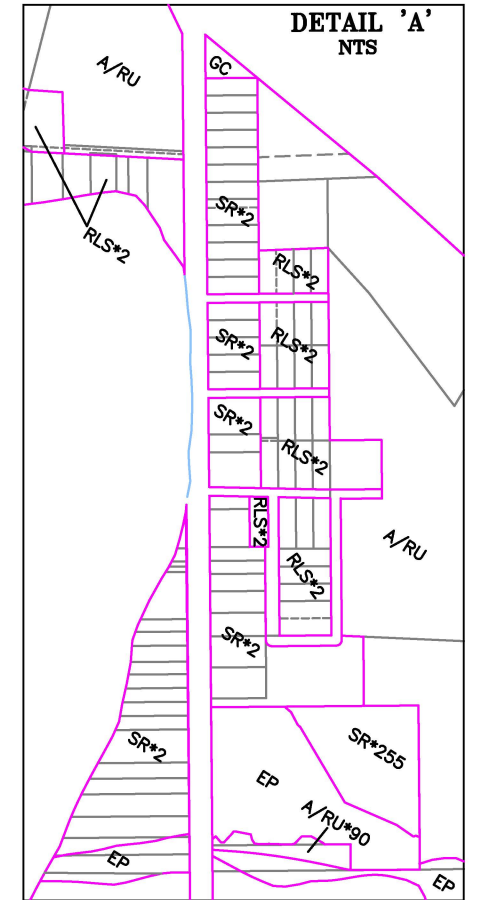 DETAIL 'A'
NTS
A/RU
GC
SR*2
RLS*2
RLS*2
SR*2
RLS*2
SR*2
RLS*2
RLS*2
A/RU
RLS*2
SR*2
SR*2
SR*255
EP
A/RU*90
EP
EP